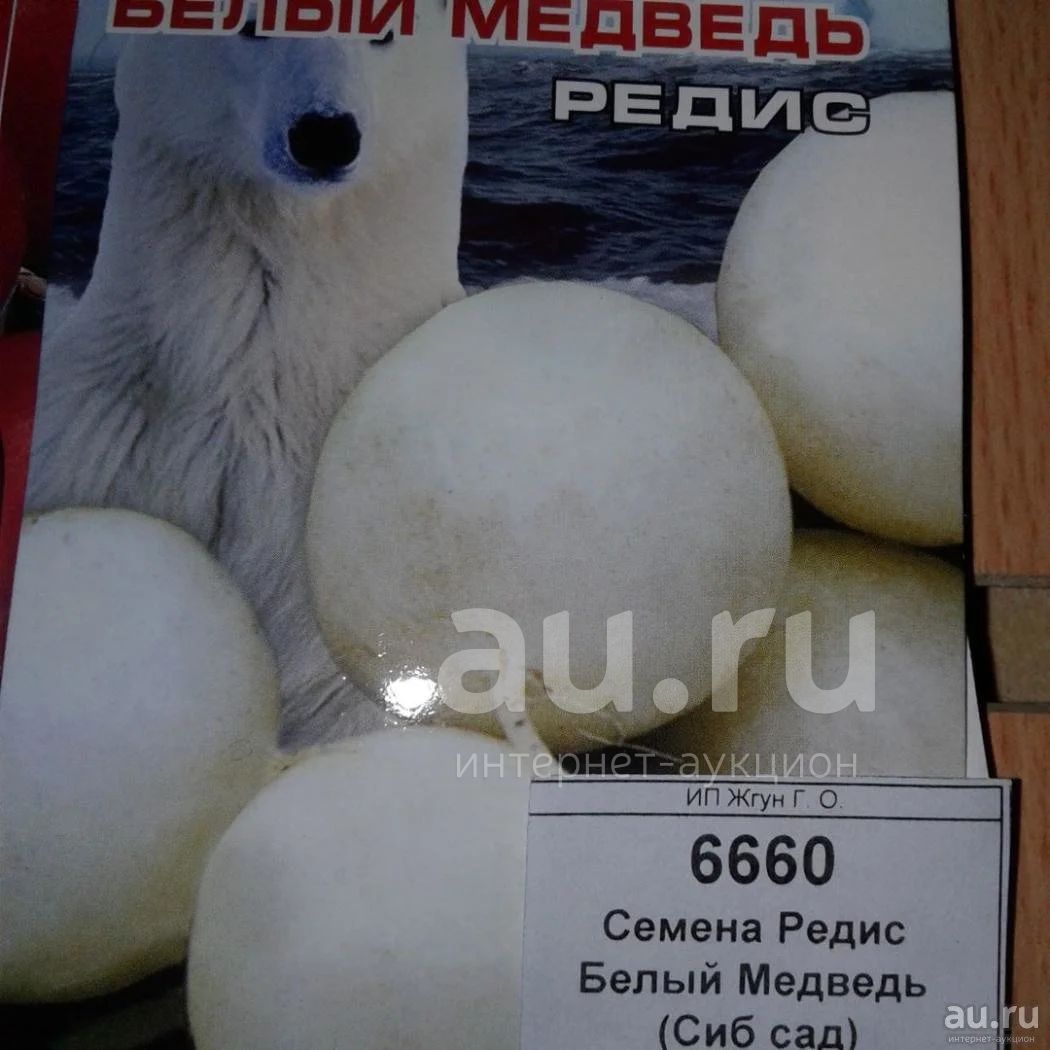 БЕЛЫЙ МЕДВЕДЬ
РЕДИС
au.ru
интернет-аукцион
ИП Жгун Г. О.
6660
Семена Редис
Белый Медведь
(Сиб сад)
au.ru
интернет-аукцион